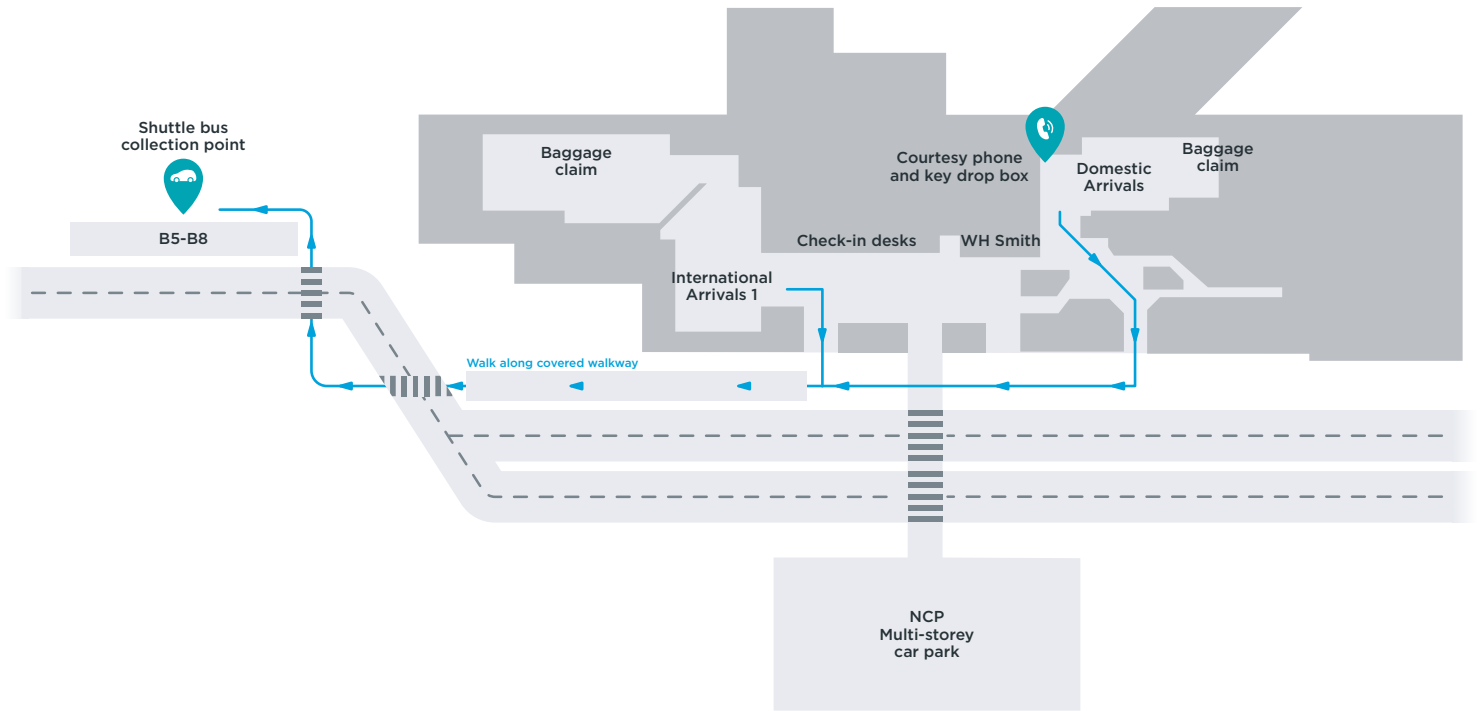 Shuttle bus
collection point
B5-B8
Baggage
claim
Courtesy phone
and key drop box
Domestic
Arrivals
Baggage
claim
Check-in desks
WH Smith
International
Arrivals 1
Walk along covered walkway
NCP
Multi-storey
car park